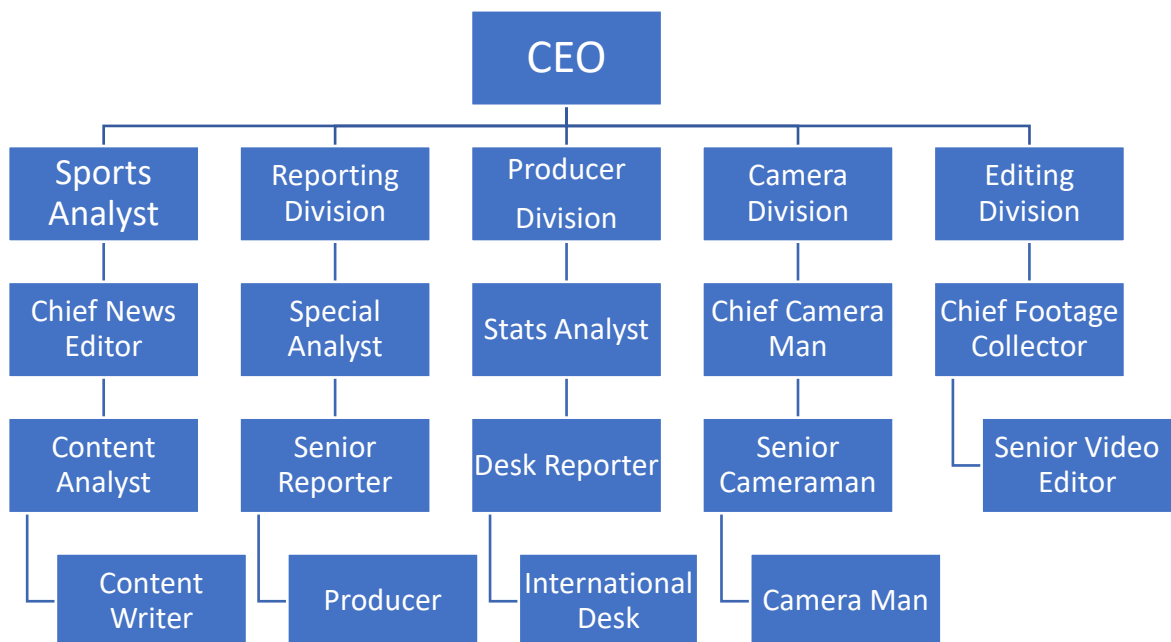 CEO
Sports
Analyst
Reporting
Division
Producer
Division
Camera
Division
Editing
Division
Chief News
Editor
Special
Analyst
Stats Analyst
Chief Camera
Man
Chief Footage
Collector
Content
Analyst
Senior
Reporter
Desk Reporter
Senior
Cameraman
Senior Video
Editor
Content
Writer
Producer
International
Desk
Camera Man